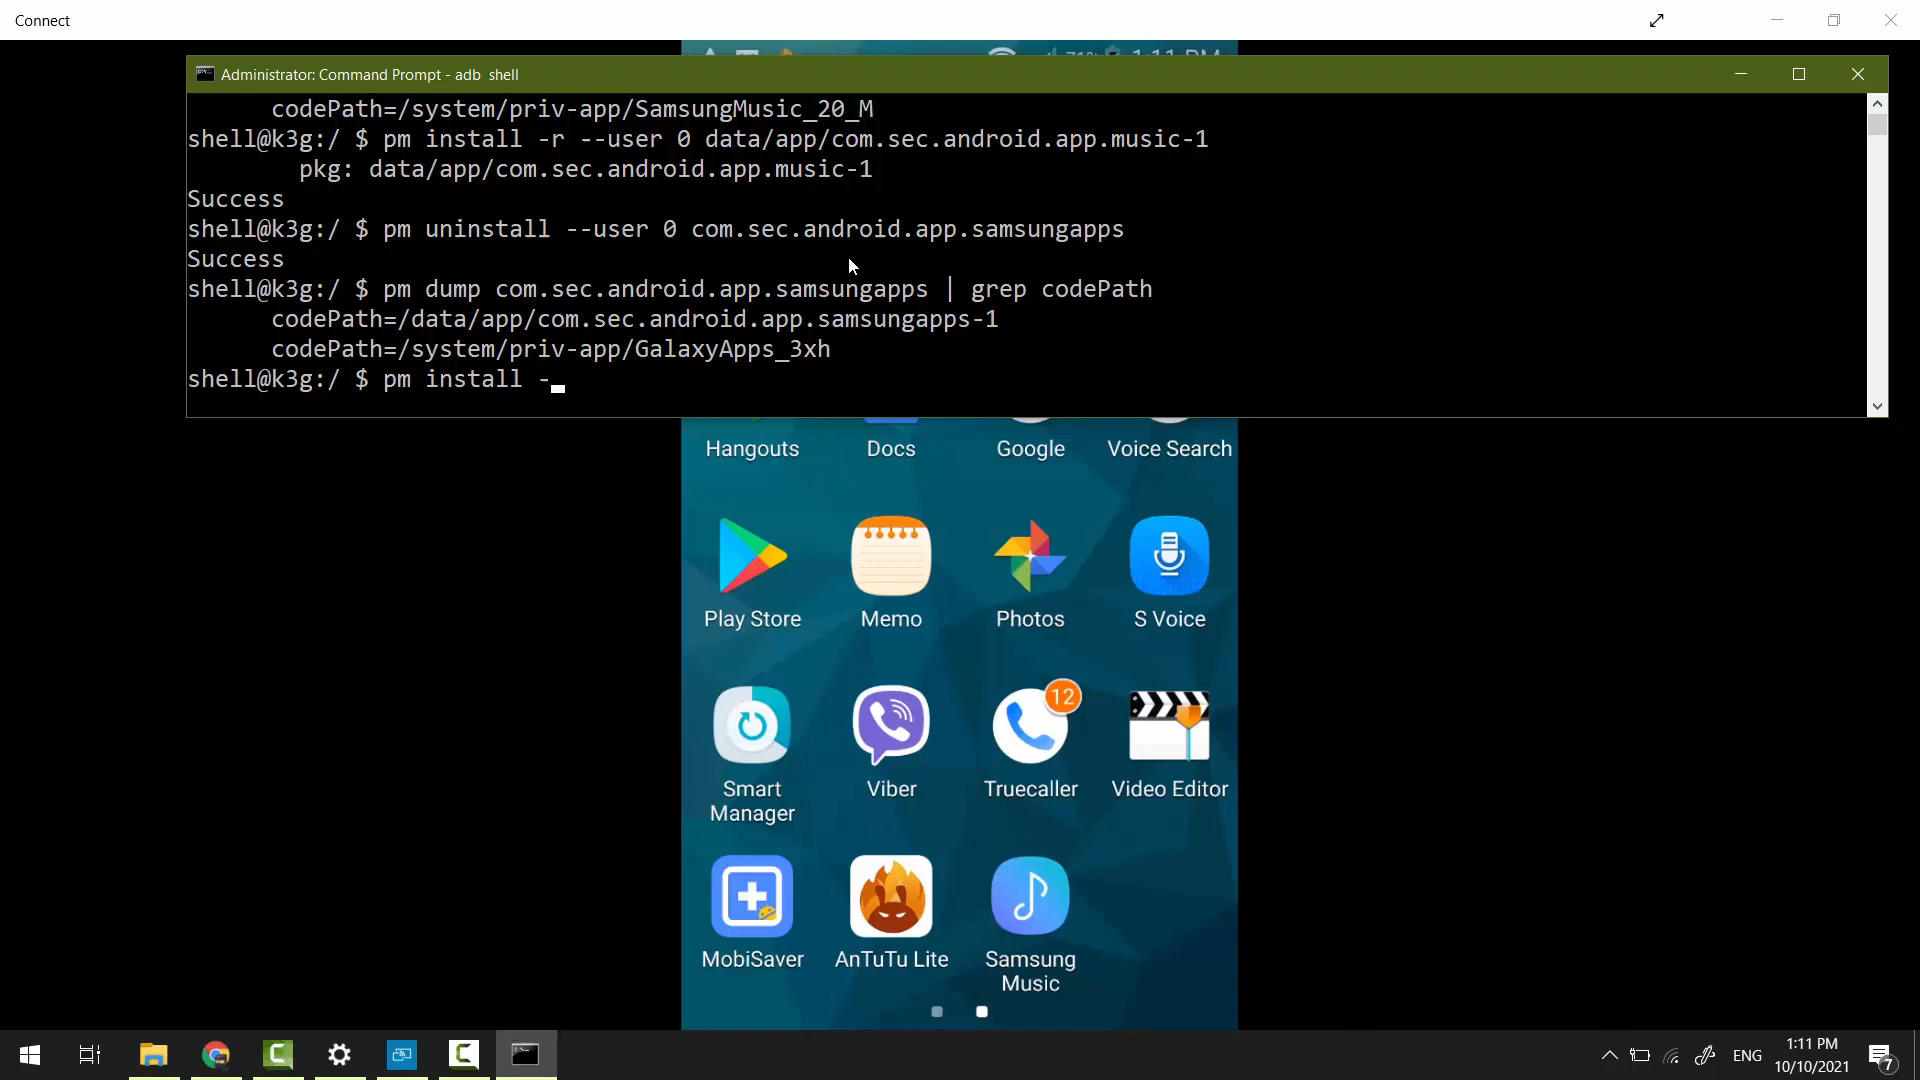 Connect
71% 1:11 PM
Administrator: Command Prompt - adb  shell
codePath=/system/priv-app/SamsungMusic_20_M
shell@k3g:/ $ pm install -r --user 0 data/app/com.sec.android.app.music-1
pkg: data/app/com.sec.android.app.music-1
Success
shell@k3g:/ $ pm uninstall --user 0 com.sec.android.app.samsungapps
Success
shell@k3g:/ $ pm dump com.sec.android.app.samsungapps | grep codePath
codePath=/data/app/com.sec.android.app.samsungapps-1
codePath=/system/priv-app/GalaxyApps_3xh
shell@k3g:/ $ pm install -
Hangouts Docs Google Voice Search
Play Store Memo Photos S Voice
12
Smart Manager Viber Truecaller Video Editor
MobiSaver AnTuTu Lite Samsung Music
ENG 1:11 PM
10/10/2021 7